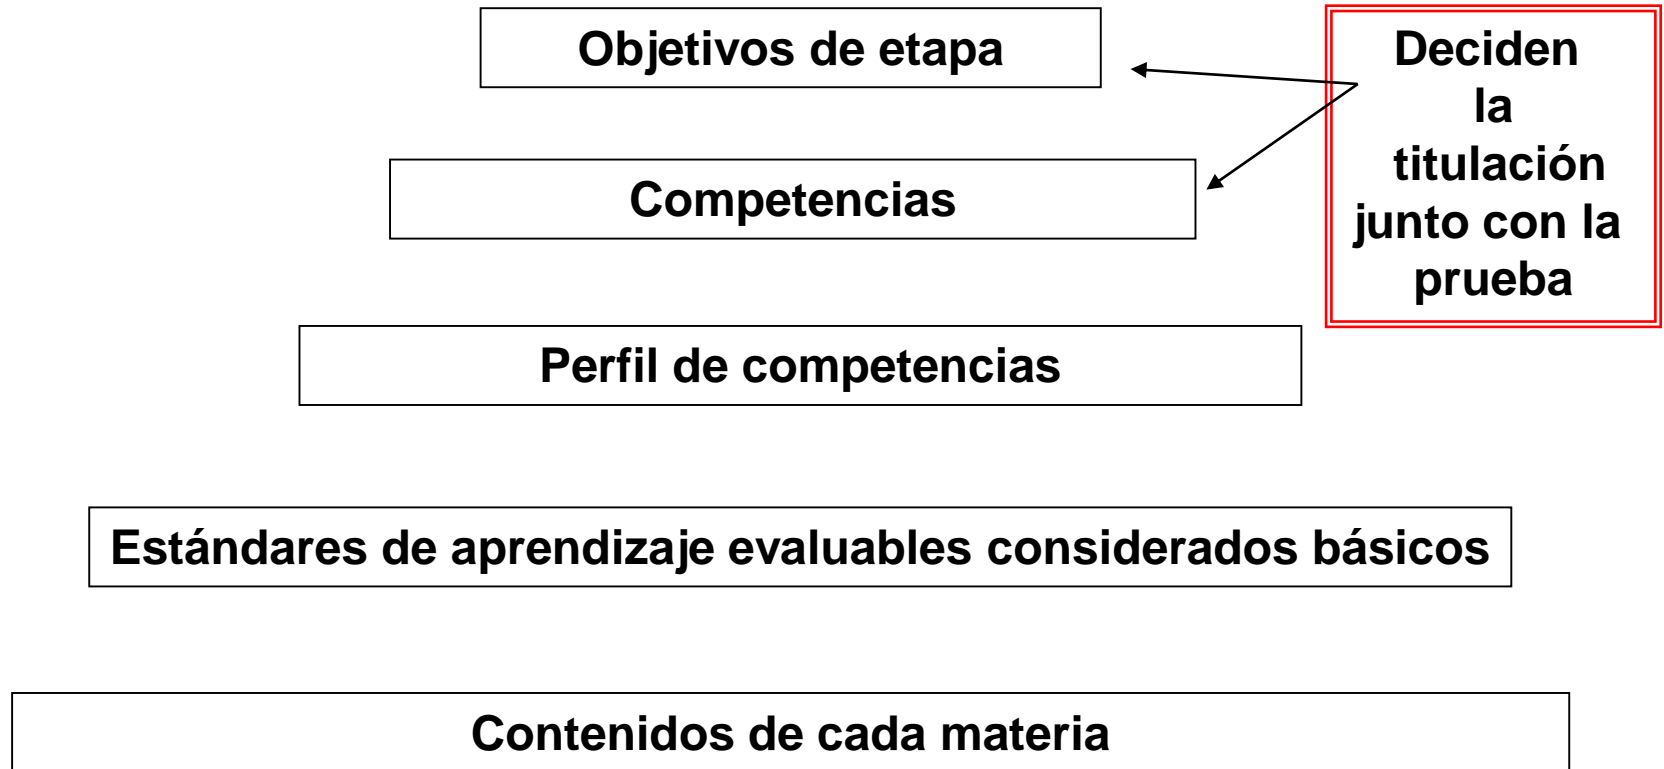 Objetivos de etapa
Deciden
la
titulación
junto con la
prueba
Competencias
Perfil de competencias
Estándares de aprendizaje evaluables considerados básicos
Contenidos de cada materia